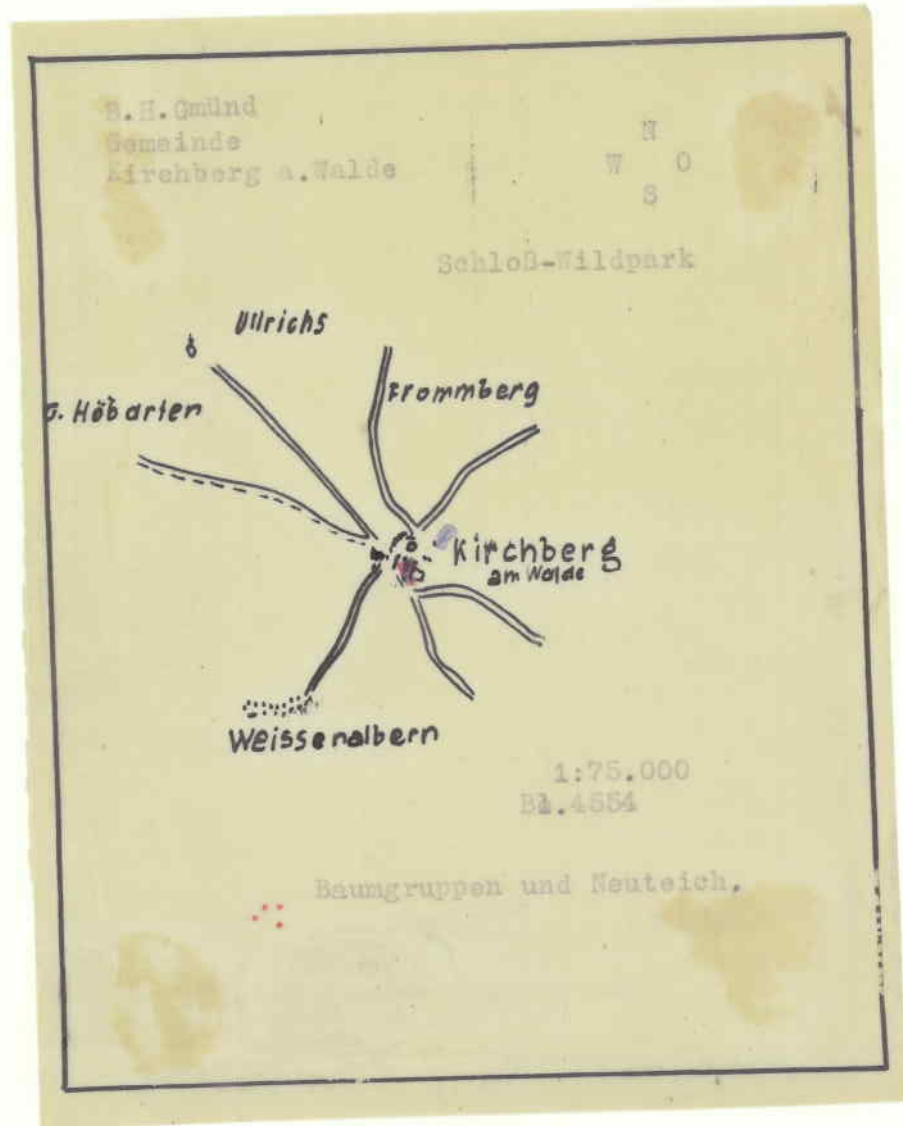 B.H.Gmünd
Gemeinde
Kirchberg a.Walde
N
W O
S
Schloß-Wildpark
Ullrichs
Höbarten
Frommberg
Kirchberg
am Walde
Weissenalbern
1:75.000
Bl.4554
Baumgruppen und Neuteich.